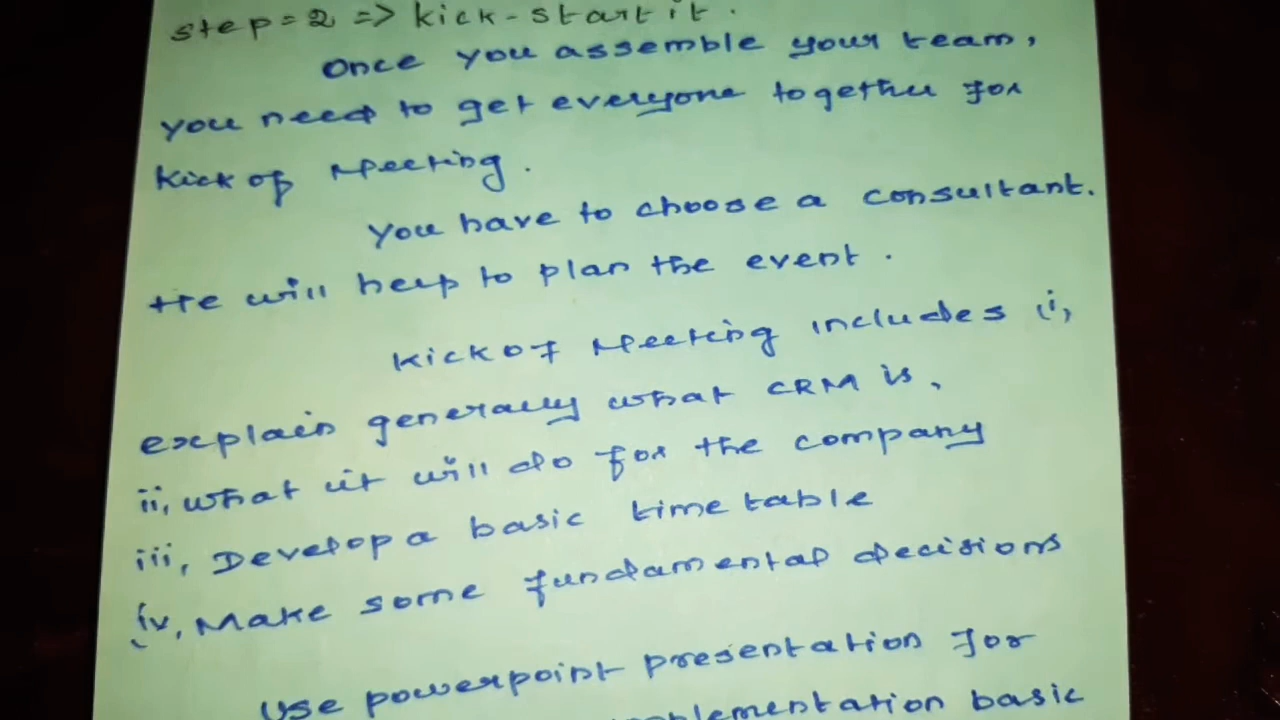 step=2 => kick-start it.
Once you assemble your team,
you need to get everyone together for
Kick of Meeting.
You have to choose a consultant.
He will help to plan the event.
Kick of Meeting includes i,
explain generally what CRM is,
ii, what it will do for the company
iii, Develop a basic time table
iv, Make some fundamental decisions
Use powerpoint presentation for
basic